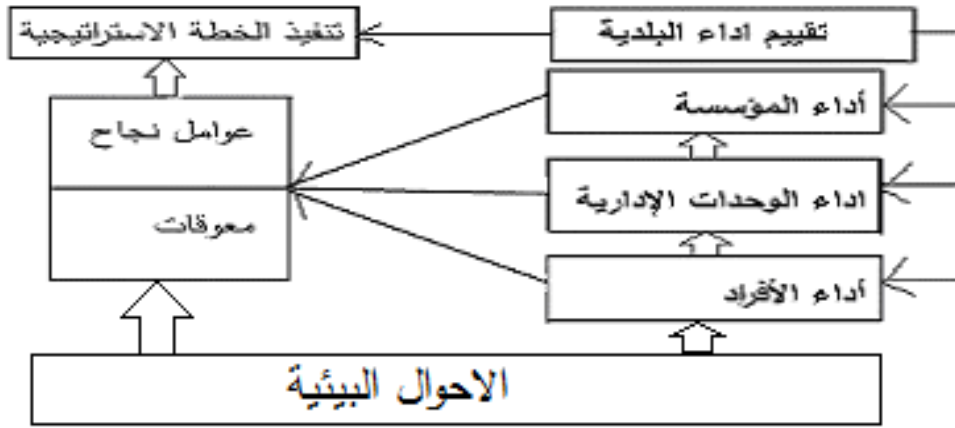 تقييم اداء البلدية
تنفيذ الخطة الاستراتيجية
أداء المؤسسة
عوامل نجاح
اداء الوحدات الإدارية
معوقات
أداء الأفراد
الاحوال البيئية